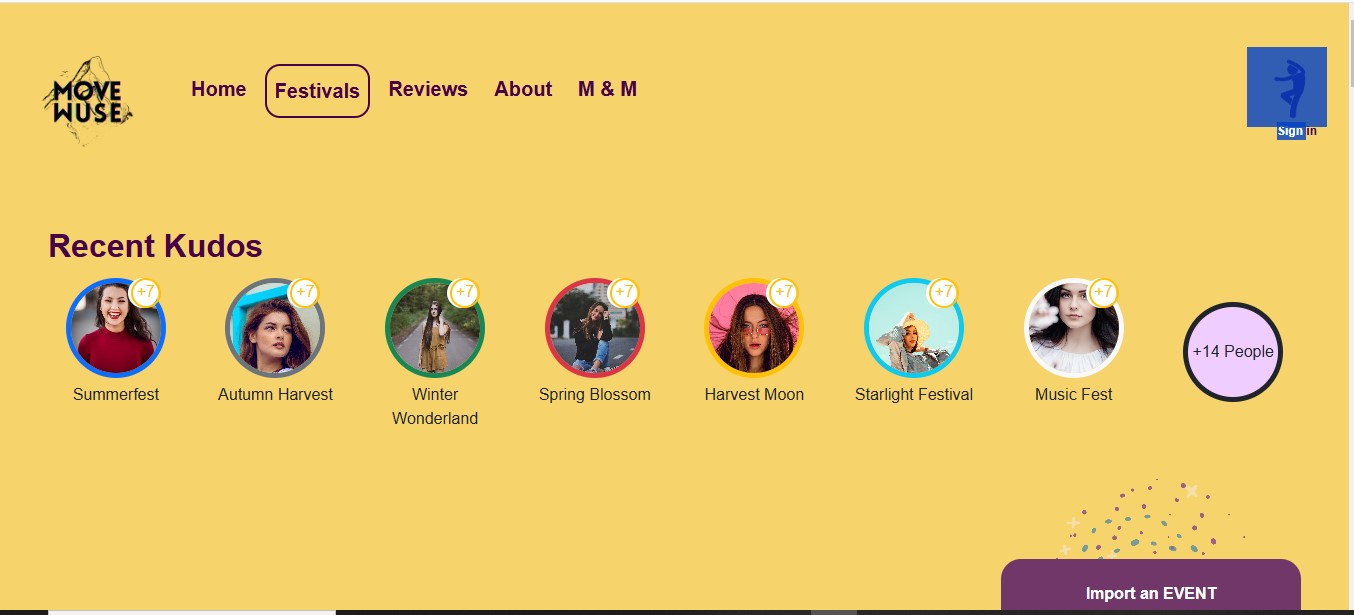 MOVE
WUSE
Home Festivals Reviews About M & M
Sign in
Recent Kudos
+7 +7 +7 +7 +7 +7 +7
+14 People
Summerfest Autumn Harvest Winter Spring Blossom Harvest Moon Starlight Festival Music Fest
Wonderland
Import an EVENT